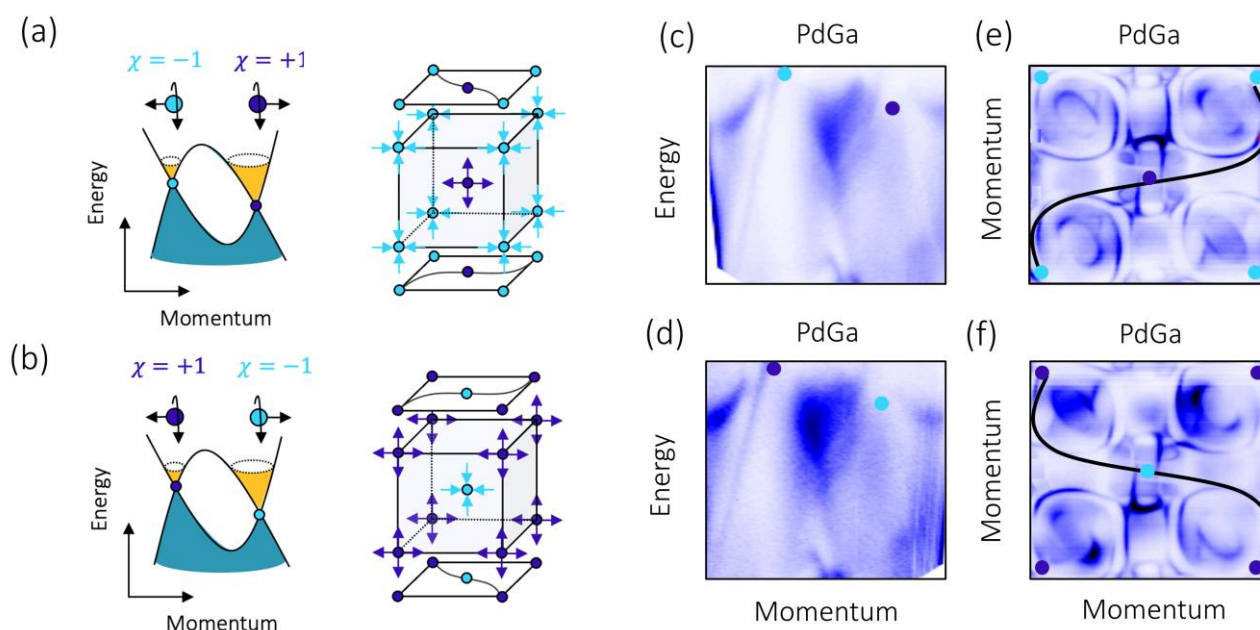 (a)
χ = −1 χ = +1
Energy
Momentum
(b)
χ = +1 χ = −1
Energy
Momentum
(c)
PdGa
Energy
(d)
PdGa
Energy
Momentum
(e)
PdGa
Momentum
(f)
PdGa
Momentum
Momentum